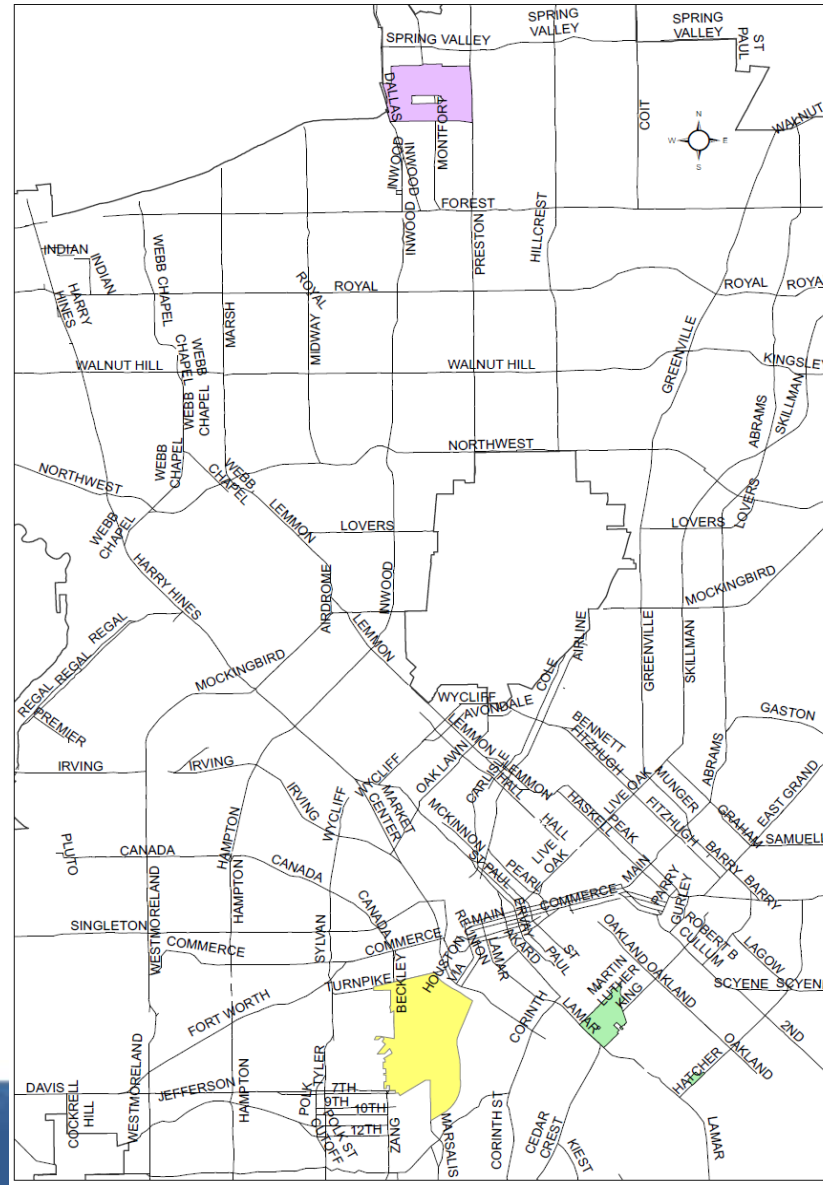 SPRING VALLEY
SPRING
VALLEY
SPRING
VALLEY
ST
PAUL
DALLAS
MONTFORT
COIT
WALNUT
N
W
E
S
INWOOD
INWOOD
INWOOD
FOREST
PRESTON
HILLCREST
INDIAN
INDIAN
HARRY
HINES
WEBB CHAPEL
ROYAL
ROYAL
ROYAL
ROYA
MARSH
MIDWAY
WEBB
CHAPEL
WEBB
CHAPEL
WEBB
CHAPEL
WALNUT HILL
WALNUT HILL
GREENVILLE
KINGSLEY
ABRAMS
SKILLMAN
NORTHWEST
NORTHWEST
WEBB
CHAPEL
WEBB
CHAPEL
WEBB
CHAPEL
LEMMON
LOVERS
LOVERS
LOVERS
HARRY HINES
AIRDROME
INWOOD
MOCKINGBIRD
REGAL
REGAL
REGAL
PREMIER
MOCKINGBIRD
LEMMON
COLE
AIRLINE
GREENVILLE
SKILLMAN
WYCLIFF
AVONDALE
GASTON
BENNETT
FITZHUGH
IRVING
IRVING
IRVING
WYCLIFF
WYCLIFF
OAK LAWN
LEMMON
E LEMMON
CARLISLE
HALL
HALL
MARKET
CENTER
MCKINNON
HASKELL
PEAK
LIVE OAK
LIVE
OAK
MUNGER
ABRAMS
FITZHUGH
GRAHAM
EAST GRAND
SAMUELL
BARRY
BARRY
PLUTO
CANADA
CANADA
CANADA
HAMPTON
HAMPTON
ST PAUL
PEARL
MAIN
PARRY
GURLEY
SINGLETON
WESTMORELAND
COMMERCE
SYLVAN
COMMERCE
REUNION
MAIN
COMMERCE
ERVAY
LAMAR
AKARD
ST
PAUL
OAKLAND
OAKLAND
ROBERT B
CULLUM
LAGOW
SCYENE
SCYENE
HOUSTON
VIA
TURNPIKE
BECKLEY
FORT WORTH
CORINTH
LAMAR
MARTIN
LUTHER
KING
2ND
OAKLAND
HATCHER
DAVIS
COCKRELL
HILL
WESTMORELAND
JEFFERSON
HAMPTON
POLK
TYLER
7TH
9TH
10TH
12TH
POLK ST
CUTOFF
ZANG
MARSALIS
CORINTH ST
CEDAR
CREST
KIEST
LAMAR